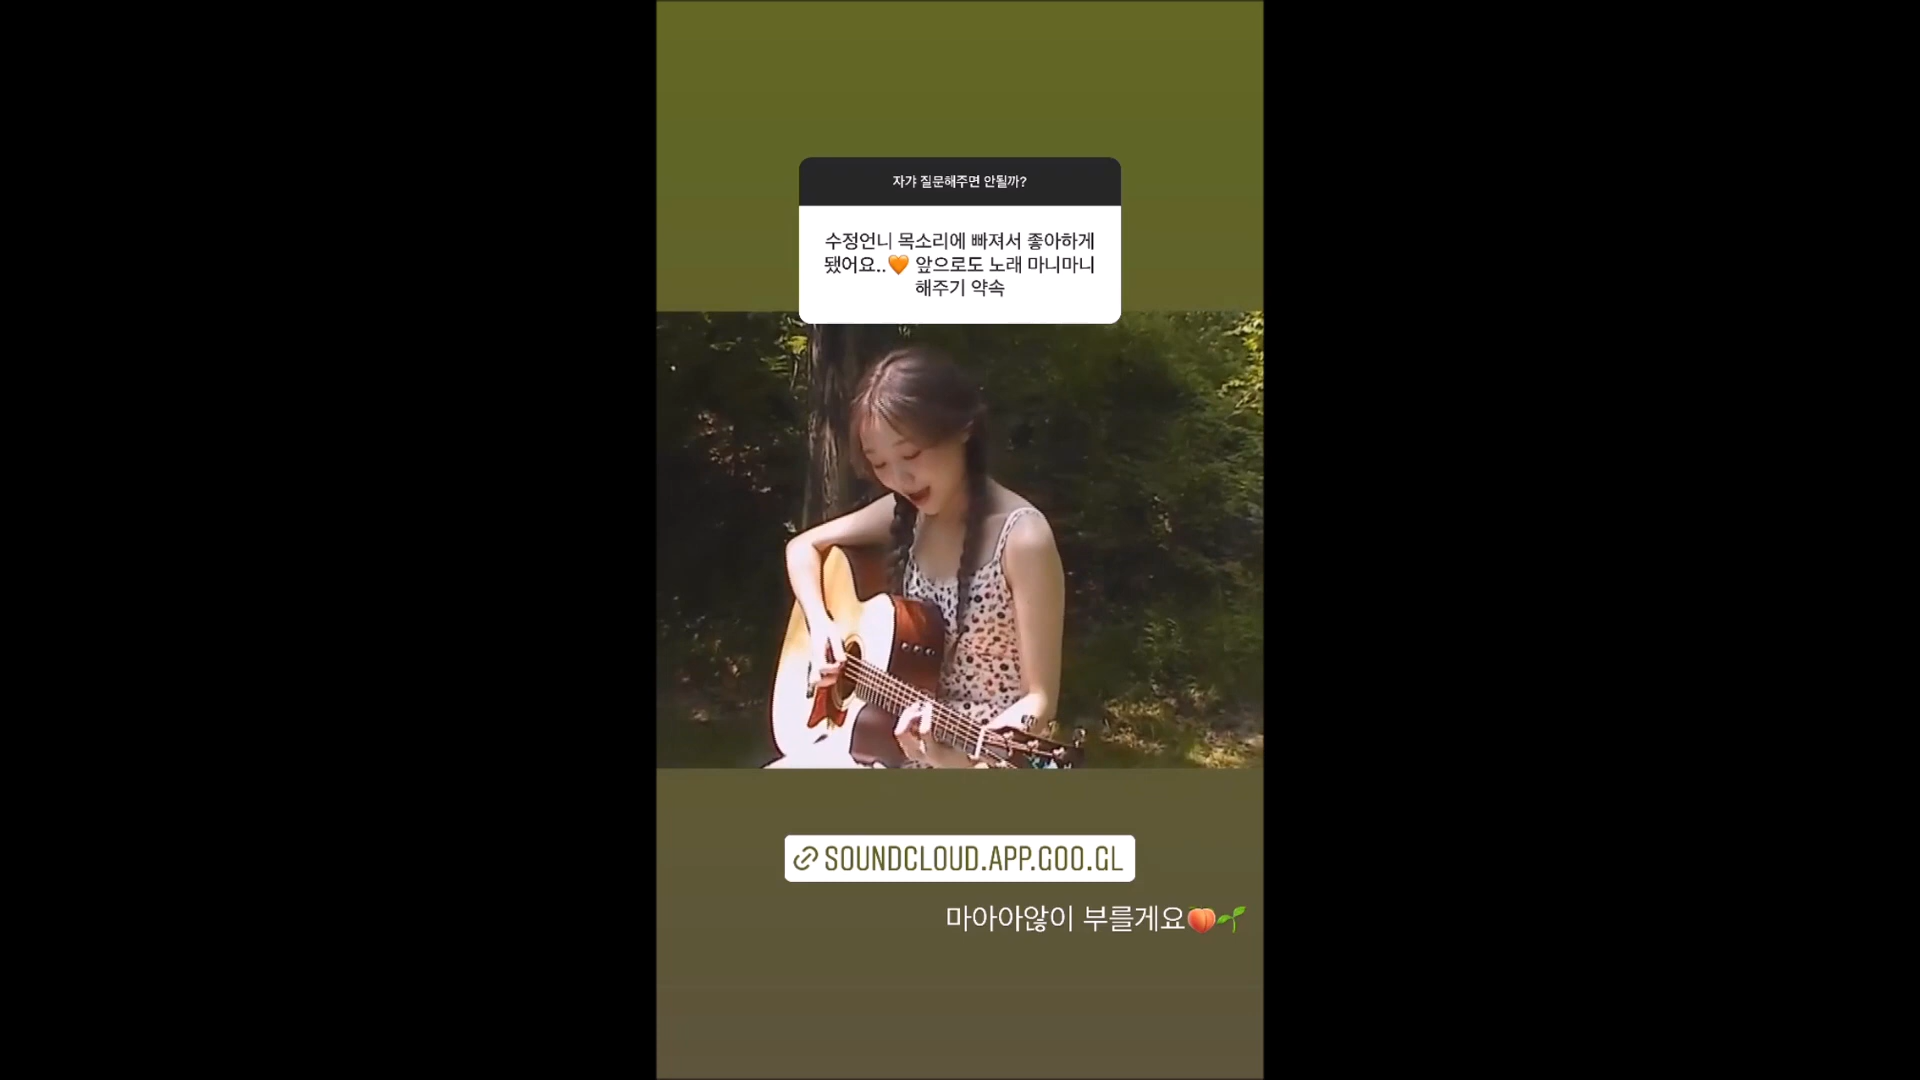 자갸 질문해주면 안될까?
수정언니 목소리에 빠져서 좋아하게
됐어요..🧡 앞으로도 노래 마니마니
해주기 약속
SOUNDCLOUD.APP.GOO.GL
마아아않이 부를게요🍑🌱